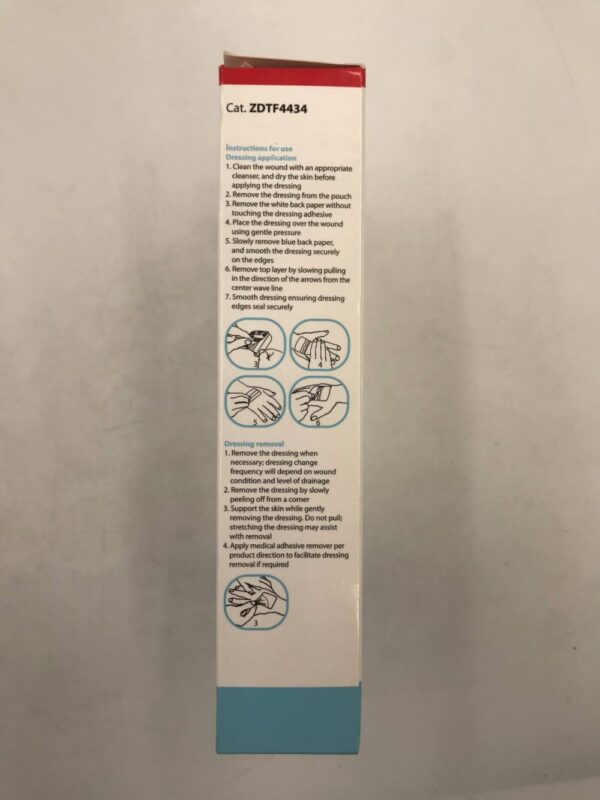 Cat. ZDTF4434
Instructions for use
Dressing application
1. Clean the wound with an appropriate
cleanser, and dry the skin before
applying the dressing
2. Remove the dressing from the pouch
3. Remove the white back paper without
touching the dressing adhesive
4. Place the dressing over the wound
using gentle pressure
5. Slowly remove blue back paper,
and smooth the dressing securely
on the edges
6. Remove top layer by slowing pulling
in the direction of the arrows from the
center wave line
7. Smooth dressing ensuring dressing
edges seal securely
3
4
5
6
Dressing removal
1. Remove the dressing when
necessary; dressing change
frequency will depend on wound
condition and level of drainage
2. Remove the dressing by slowly
peeling off from a corner
3. Support the skin while gently
removing the dressing. Do not pull;
stretching the dressing may assist
with removal
4. Apply medical adhesive remover per
product direction to facilitate dressing
removal if required
3